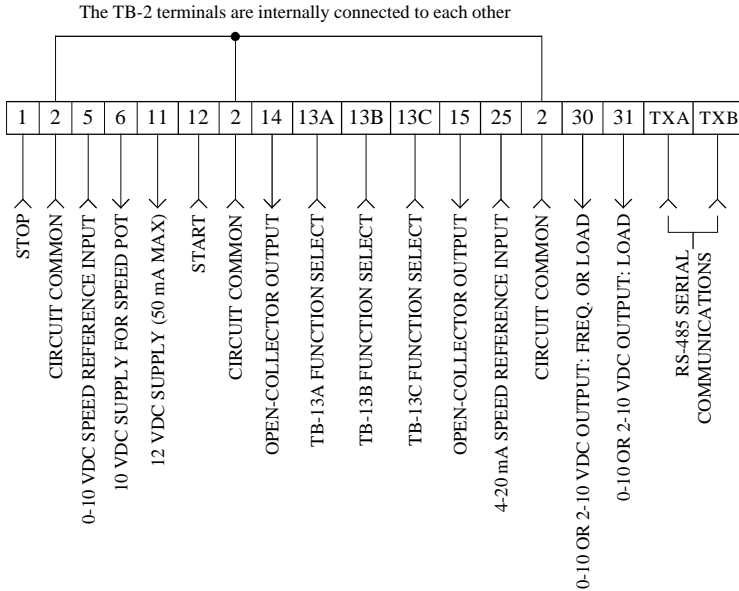 The TB-2 terminals are internally connected to each other
1 2 5 6 11 12 2 14 13A 13B 13C 15 25 2 30 31 TXA TXB
STOP
CIRCUIT COMMON
0-10 VDC SPEED REFERENCE INPUT
10 VDC SUPPLY FOR SPEED POT
12 VDC SUPPLY (50 mA MAX)
START
CIRCUIT COMMON
OPEN-COLLECTOR OUTPUT
TB-13A FUNCTION SELECT
TB-13B FUNCTION SELECT
TB-13C FUNCTION SELECT
OPEN-COLLECTOR OUTPUT
4-20 mA SPEED REFERENCE INPUT
CIRCUIT COMMON
0-10 OR 2-10 VDC OUTPUT: FREQ. OR LOAD
0-10 OR 2-10 VDC OUTPUT: LOAD
RS-485 SERIAL
COMMUNICATIONS